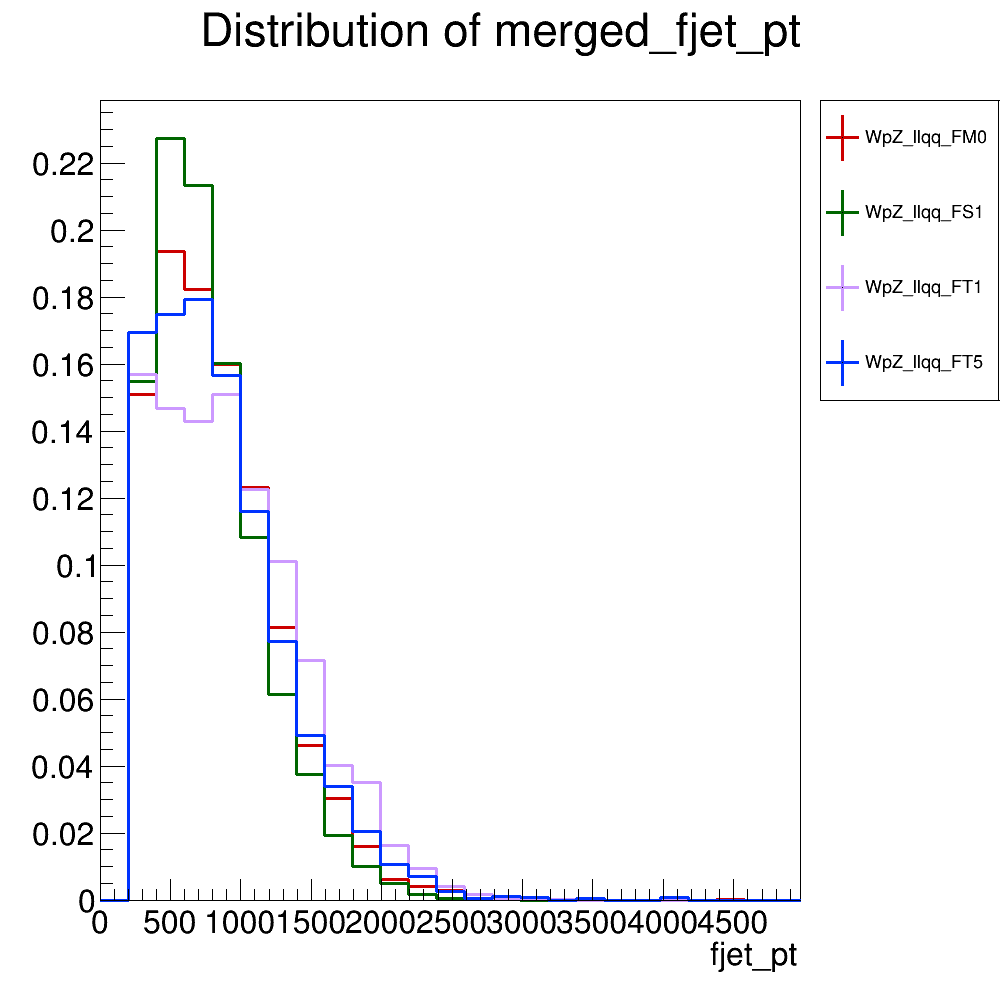 Distribution of merged_fjet_pt
WpZ_llqq_FM0
WpZ_llqq_FS1
WpZ_llqq_FT1
WpZ_llqq_FT5
0.22
0.2
0.18
0.16
0.14
0.12
0.1
0.08
0.06
0.04
0.02
0
0 500 1000 1500 2000 2500 3000 3500 4000 4500
fjet_pt